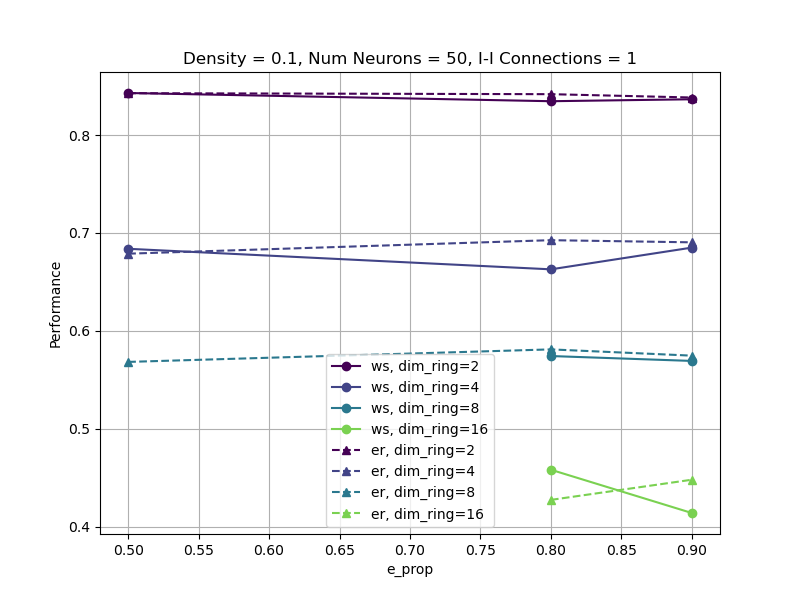 Density = 0.1, Num Neurons = 50, I-I Connections = 1
Performance
0.8
0.7
0.6
0.5
0.4
ws, dim_ring=2
ws, dim_ring=4
ws, dim_ring=8
ws, dim_ring=16
er, dim_ring=2
er, dim_ring=4
er, dim_ring=8
er, dim_ring=16
0.50 0.55 0.60 0.65 0.70 0.75 0.80 0.85 0.90
e_prop